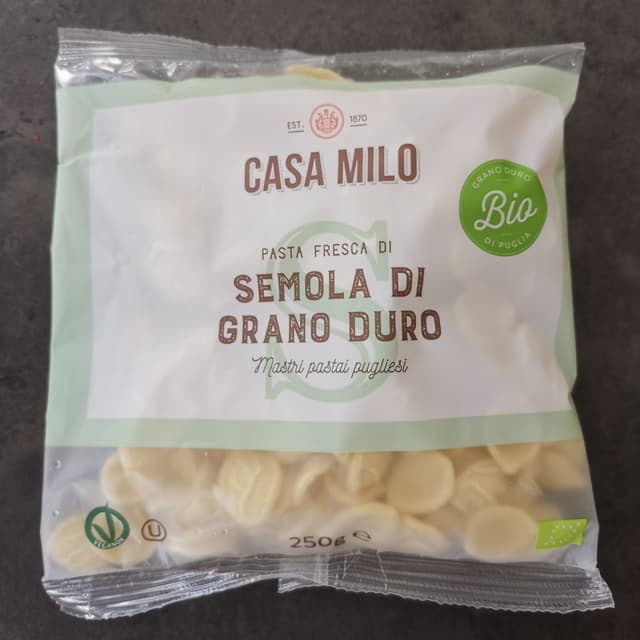 EST. 1870
CASA MILO
GRANO DURO
Bio
DI PUGLIA
PASTA FRESCA DI
S
SEMOLA DI
GRANO DURO
Mastri pastai pugliesi
VEGANOK
U
250g e